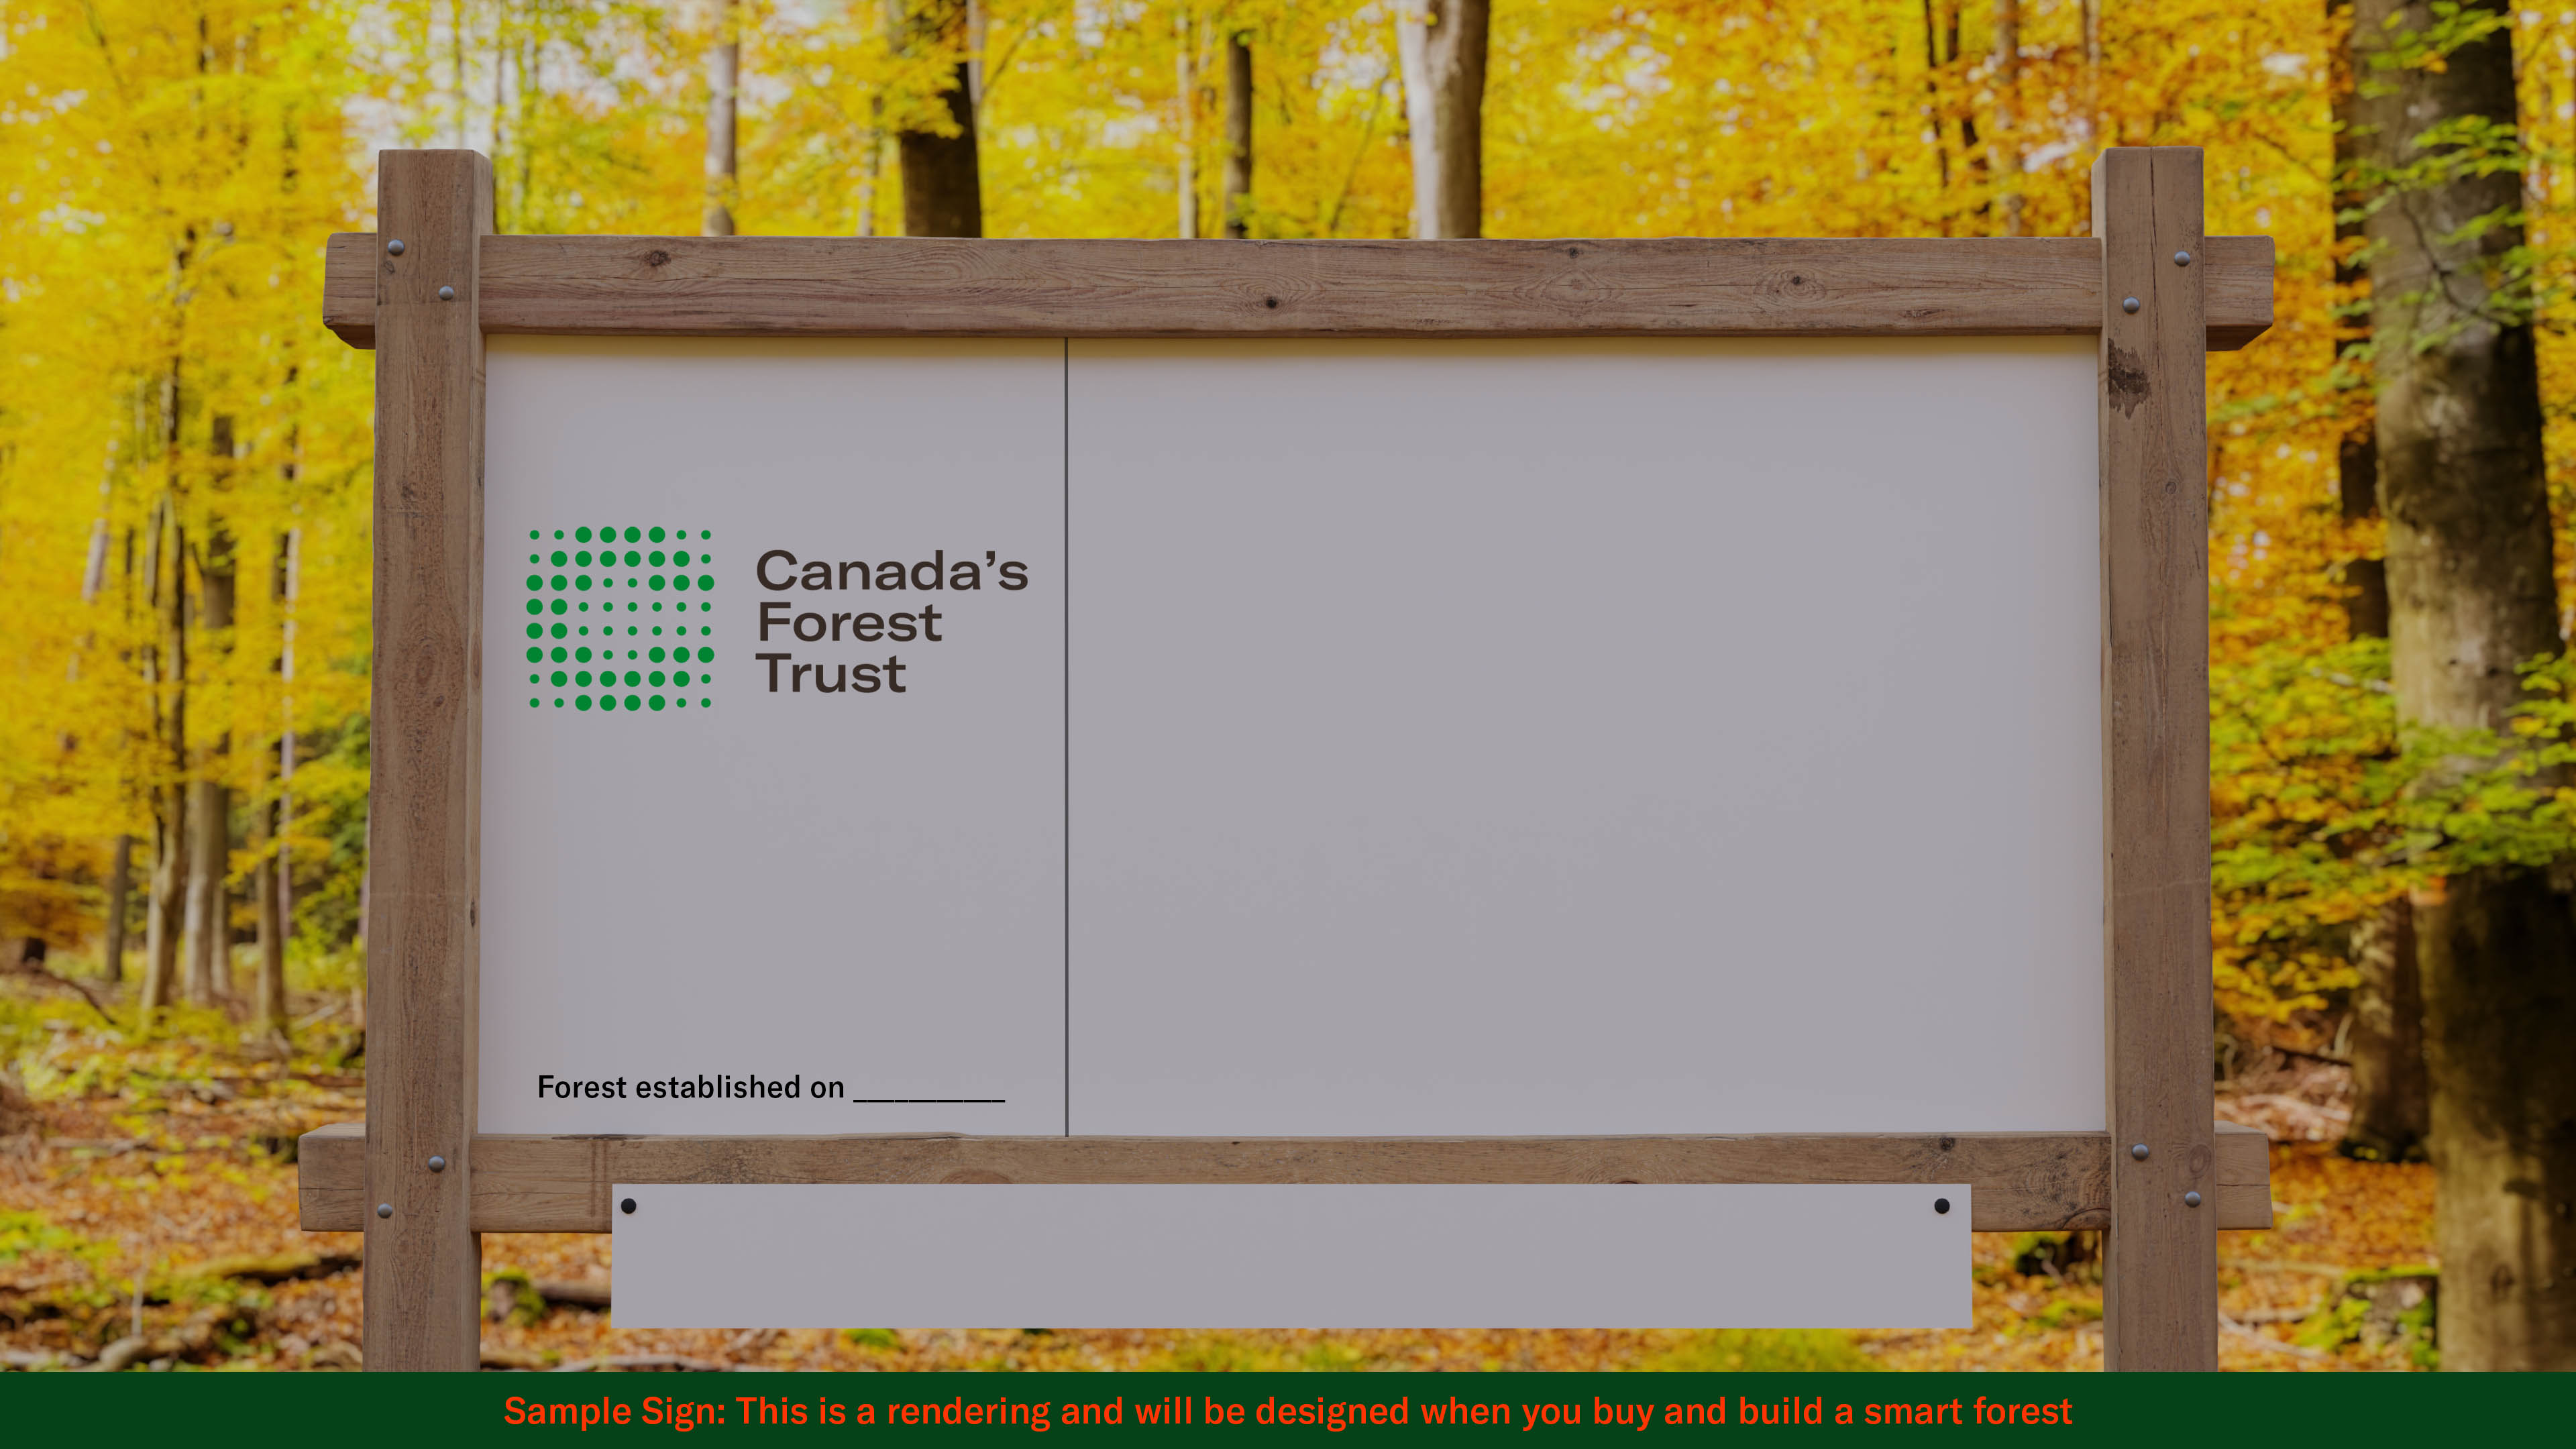 Canada’s
Forest
Trust
Forest established on ___________
Sample Sign: This is a rendering and will be designed when you buy and build a smart forest